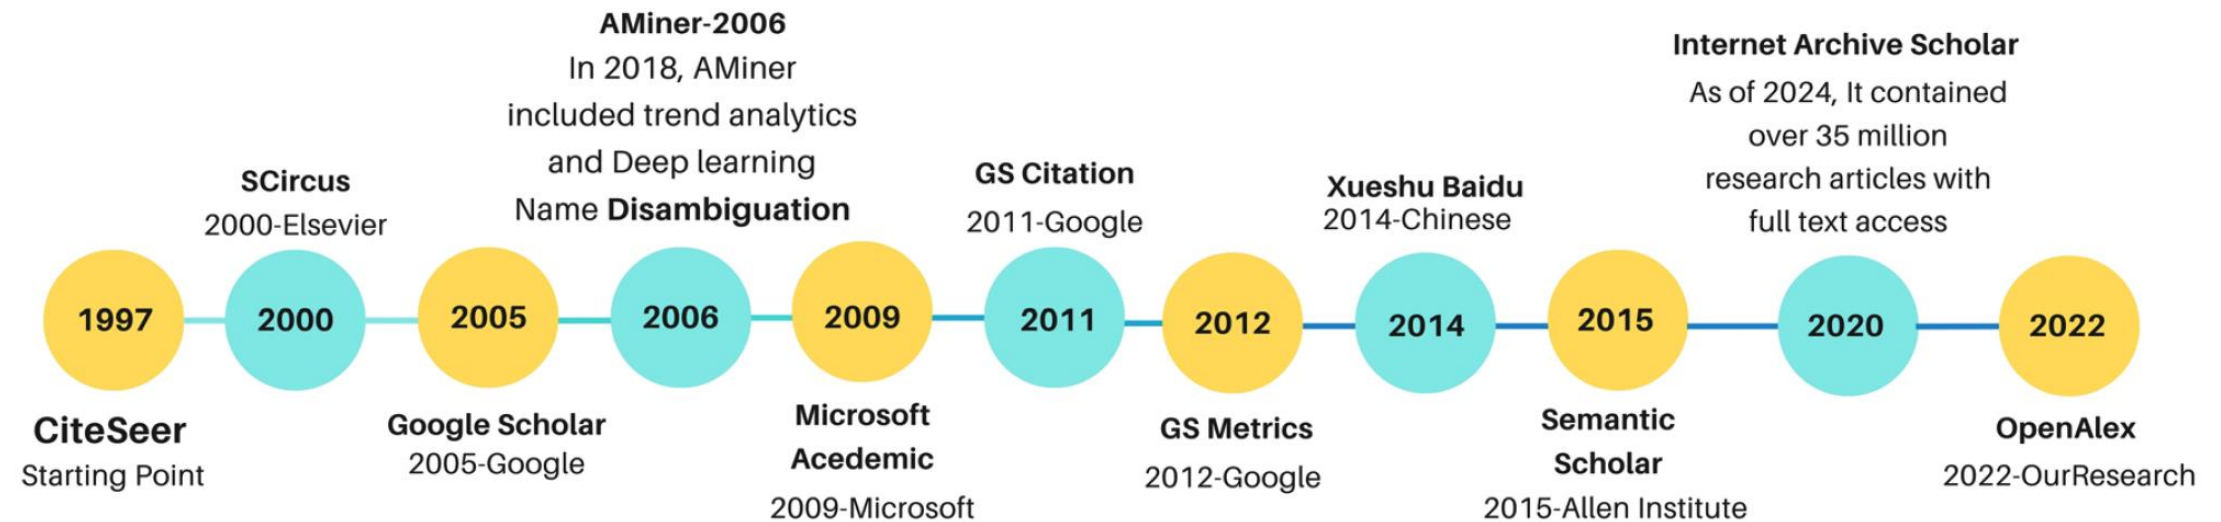 AMiner-2006
In 2018, AMiner
included trend analytics
and Deep learning
Name Disambiguation
Internet Archive Scholar
As of 2024, It contained
over 35 million
research articles with
full text access
SCircus
2000-Elsevier
GS Citation
2011-Google
Xueshu Baidu
2014-Chinese
1997
2000
2005
2006
2009
2011
2012
2014
2015
2020
2022
CiteSeer
Starting Point
Google Scholar
2005-Google
Microsoft
Acedemic
2009-Microsoft
GS Metrics
2012-Google
Semantic
Scholar
2015-Allen Institute
OpenAlex
2022-OurResearch